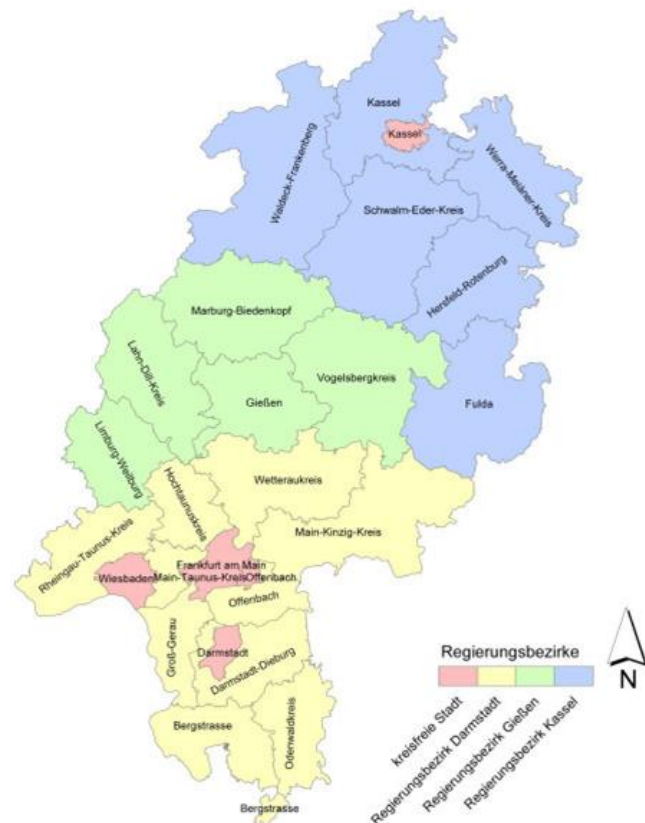 Kassel
Kassel
Waldeck-Frankenberg
Werra-Meißner-Kreis
Schwalm-Eder-Kreis
Hersfeld-Rotenburg
Marburg-Biedenkopf
Lahn-Dill-Kreis
Vogelsbergkreis
Gießen
Fulda
Limburg-Weilburg
Wetteraukreis
Hochtaunuskreis
Main-Kinzig-Kreis
Rheingau-Taunus-Kreis
Frankfurt am Main
Wiesbaden
Main-Taunus-Kreis
Offenbach
Offenbach
Groß-Gerau
Darmstadt
Darmstadt-Dieburg
Bergstrasse
Odenwaldkreis
Bergstrasse
Regierungsbezirke
kreisfreie Stadt
Regierungsbezirk Darmstadt
Regierungsbezirk Gießen
Regierungsbezirk Kassel
N